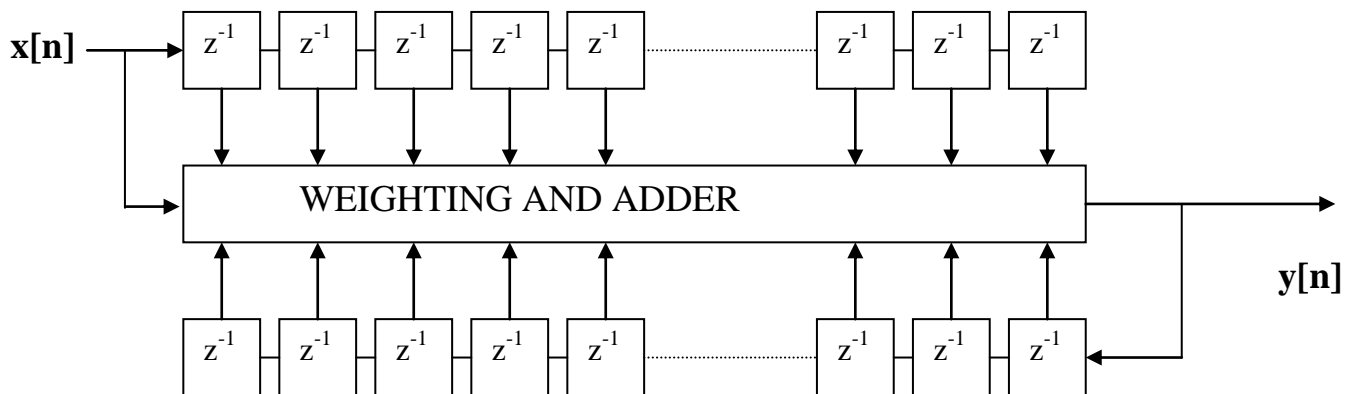 x[n] z⁻¹ z⁻¹ z⁻¹ z⁻¹ z⁻¹ z⁻¹ z⁻¹ z⁻¹
WEIGHTING AND ADDER
y[n]
z⁻¹ z⁻¹ z⁻¹ z⁻¹ z⁻¹ z⁻¹ z⁻¹ z⁻¹